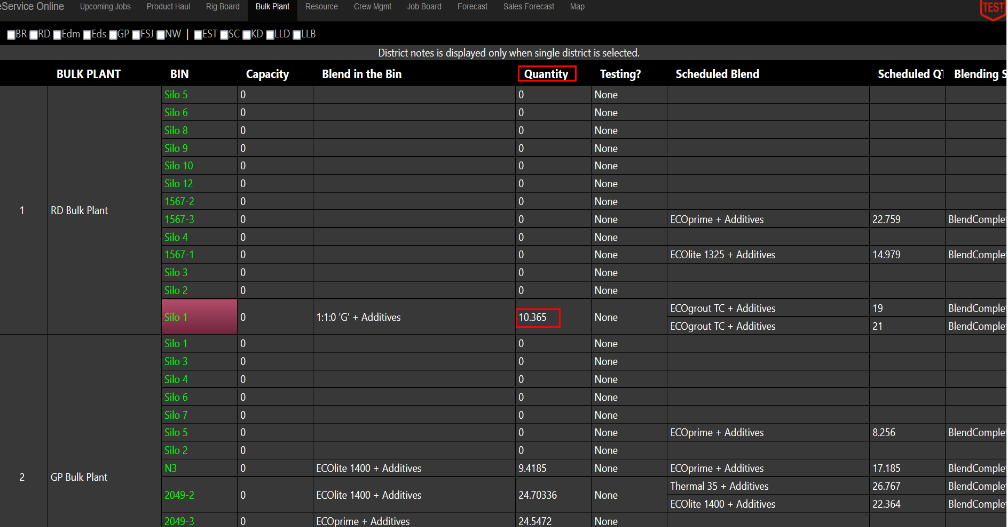 eService Online Upcoming Jobs Product Haul Rig Board Bulk Plant Resource Crew Mgnt Job Board Forecast Sales Forecast Map TEST
BR RD Edm Eds GP FSJ NW | EST SC KD LLD LLB
District notes is displayed only when single district is selected.
BULK PLANT BIN Capacity Blend in the Bin Quantity Testing? Scheduled Blend Scheduled QT Blending S
Silo 5 0 0 None
Silo 6 0 0 None
Silo 8 0 0 None
Silo 9 0 0 None
Silo 10 0 0 None
Silo 12 0 0 None
1567-2 0 0 None
1 RD Bulk Plant
1567-3 0 0 None ECOprime + Additives 22.759 BlendComple
Silo 4 0 0 None
1567-1 0 0 None ECOlite 1325 + Additives 14.979 BlendComple
Silo 3 0 0 None
Silo 2 0 0 None
Silo 1 0 1:1:0 'G' + Additives 10.365 None ECOgrout TC + Additives 19 BlendComple
ECOgrout TC + Additives 21 BlendComple
Silo 1 0 0 None
Silo 3 0 0 None
Silo 4 0 0 None
Silo 6 0 0 None
Silo 7 0 0 None
Silo 5 0 0 None ECOprime + Additives 8.256 BlendComple
Silo 2 0 0 None
N3 0 ECOlite 1400 + Additives 9.4185 None ECOprime + Additives 17.185 BlendComple
2 GP Bulk Plant
2049-2 0 ECOlite 1400 + Additives 24.70336 None Thermal 35 + Additives 26.767 BlendComple
ECOlite 1400 + Additives 22.364 BlendComple
2049-3 0 ECOprime + Additives 24.5472 None